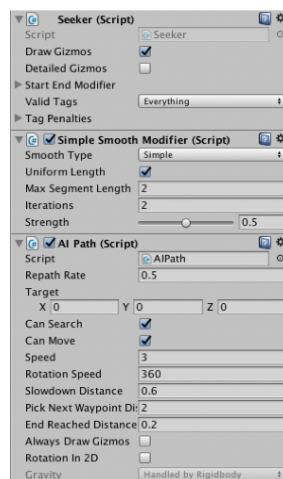 Seeker (Script)
Script Seeker
Draw Gizmos
Detailed Gizmos
Start End Modifier
Valid Tags Everything
Tag Penalties
Simple Smooth Modifier (Script)
Smooth Type Simple
Uniform Length
Max Segment Length 2
Iterations 2
Strength 0.5
AI Path (Script)
Script AIPath
Repath Rate 0.5
Target
X 0 Y 0 Z 0
Can Search
Can Move
Speed 3
Rotation Speed 360
Slowdown Distance 0.6
Pick Next Waypoint Di 2
End Reached Distance 0.2
Always Draw Gizmos
Rotation In 2D
Gravity Handled by Rigidbody